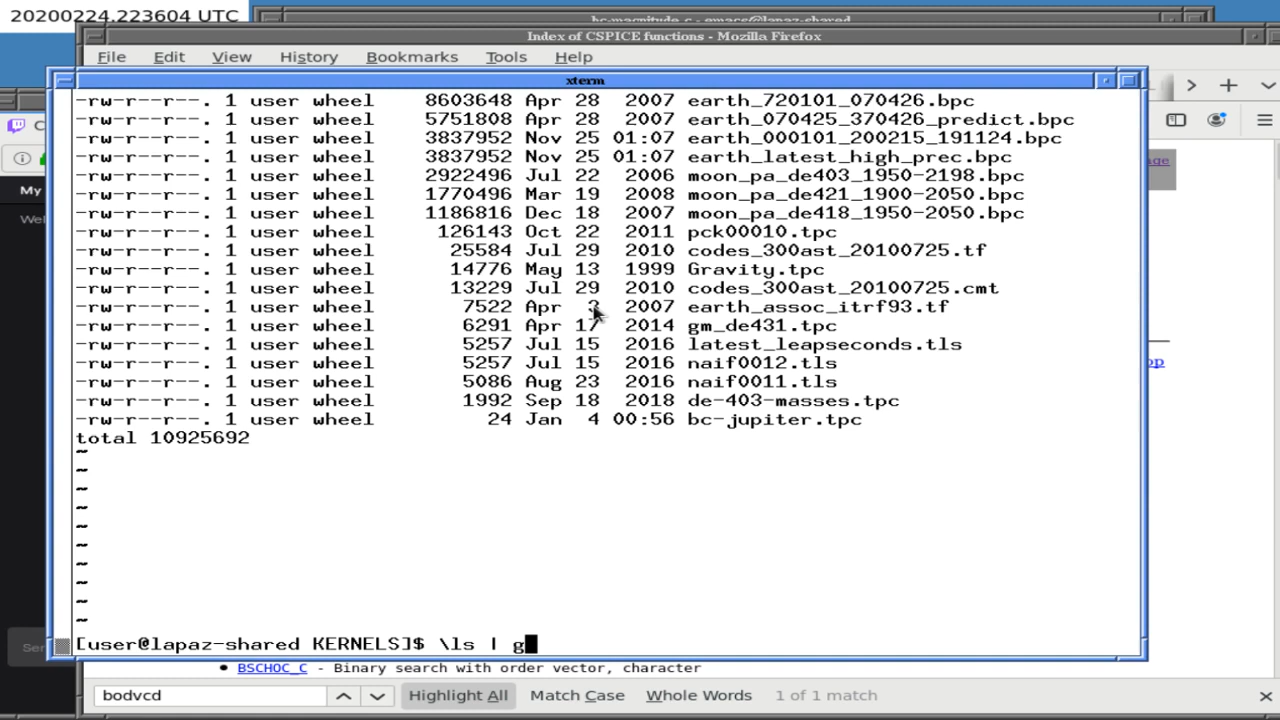 20200224.223604 UTC
bc-magnitude.c - emacs@lapaz-shared
Index of CSPICE functions - Mozilla Firefox
File Edit View History Bookmarks Tools Help
xterm
-rw-r--r--. 1 user wheel 8603648 Apr 28 2007 earth_720101_070426.bpc
-rw-r--r--. 1 user wheel 5751808 Apr 28 2007 earth_070425_370426_predict.bpc
-rw-r--r--. 1 user wheel 3837952 Nov 25 01:07 earth_000101_200215_191124.bpc
-rw-r--r--. 1 user wheel 3837952 Nov 25 01:07 earth_latest_high_prec.bpc
-rw-r--r--. 1 user wheel 2922496 Jul 22 2006 moon_pa_de403_1950-2198.bpc
-rw-r--r--. 1 user wheel 1770496 Mar 19 2008 moon_pa_de421_1900-2050.bpc
-rw-r--r--. 1 user wheel 1186816 Dec 18 2007 moon_pa_de418_1950-2050.bpc
-rw-r--r--. 1 user wheel 126143 Oct 22 2011 pck00010.tpc
-rw-r--r--. 1 user wheel 25584 Jul 29 2010 codes_300ast_20100725.tf
-rw-r--r--. 1 user wheel 14776 May 13 1999 Gravity.tpc
-rw-r--r--. 1 user wheel 13229 Jul 29 2010 codes_300ast_20100725.cmt
-rw-r--r--. 1 user wheel 7522 Apr 3 2007 earth_assoc_itrf93.tf
-rw-r--r--. 1 user wheel 6291 Apr 17 2014 gm_de431.tpc
-rw-r--r--. 1 user wheel 5257 Jul 15 2016 latest_leapseconds.tls
-rw-r--r--. 1 user wheel 5257 Jul 15 2016 naif0012.tls
-rw-r--r--. 1 user wheel 5086 Aug 23 2016 naif0011.tls
-rw-r--r--. 1 user wheel 1992 Sep 18 2018 de-403-masses.tpc
-rw-r--r--. 1 user wheel 24 Jan 4 00:56 bc-jupiter.tpc
total 10925692
~
~
~
~
~
~
~
~
~
~
[user@lapaz-shared KERNELS]$ \ls | g
My
BSCHOC_C - Binary search with order vector, character
bodvcd Highlight All Match Case Whole Words 1 of 1 match